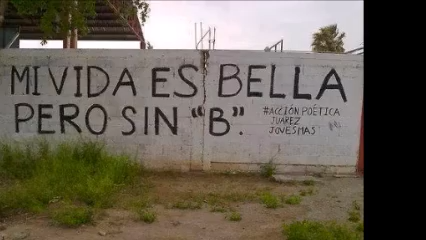 MI VIDA ES BELLA
PERO SIN "B".
#ACCIÓN POÉTICA
JUAREZ
JOVESMAS